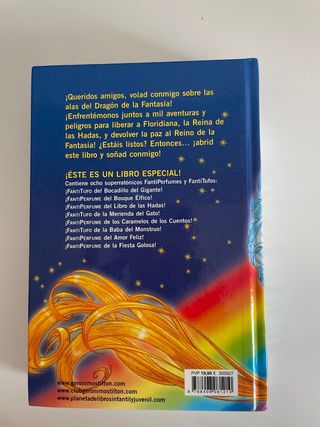 ¡Queridos amigos, volad conmigo sobre las
alas del Dragón de la Fantasía!
¡Enfrentémonos juntos a mil aventuras y
peligros para liberar a Floridiana, la Reina de
las Hadas, y devolver la paz al Reino de la
Fantasía! ¿Estáis listos? Entonces... ¡abrid
este libro y soñad conmigo!
¡ÉSTE ES UN LIBRO ESPECIAL!
Contiene ocho superratónicos FantiPerfumes y FantiTufos:
¡FANTITUFO del Bocadillo del Gigante!
¡FANTIPERFUME del Bosque Élfico!
¡FANTIPERFUME del Libro de las Hadas!
¡FANTITUFO de la Merienda del Gato!
¡FANTIPERFUME de los Caramelos de los Cuentos!
¡FANTITUFO de la Baba del Monstruo!
¡FANTIPERFUME del Amor Feliz!
¡FANTIPERFUME de la Fiesta Golosa!
www.geronimostilton.com
www.clubgeronimostilton.com
www.planetadelibrosinfantilyjuvenil.com
PVP 19,95 € 305627
9 788408 081219